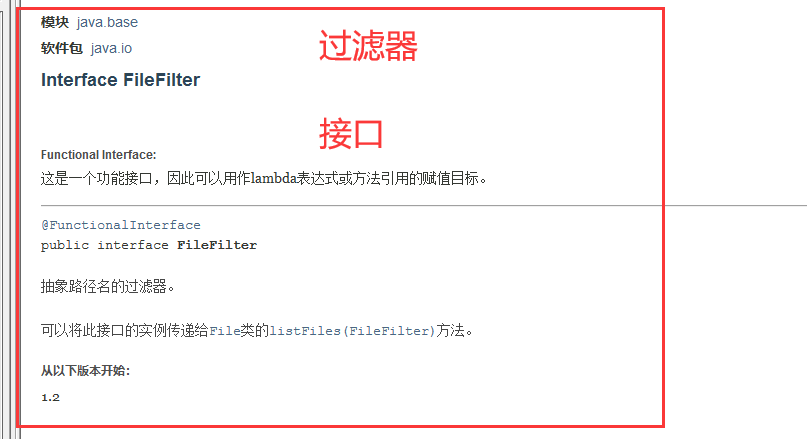 模块 java.base
过滤器
软件包 java.io
Interface FileFilter
接口
Functional Interface:
这是一个功能接口，因此可以用作lambda表达式或方法引用的赋值目标。
@FunctionalInterface
public interface FileFilter
抽象路径名的过滤器。
可以将此接口的实例传递给File类的listFiles(FileFilter)方法。
从以下版本开始：
1.2